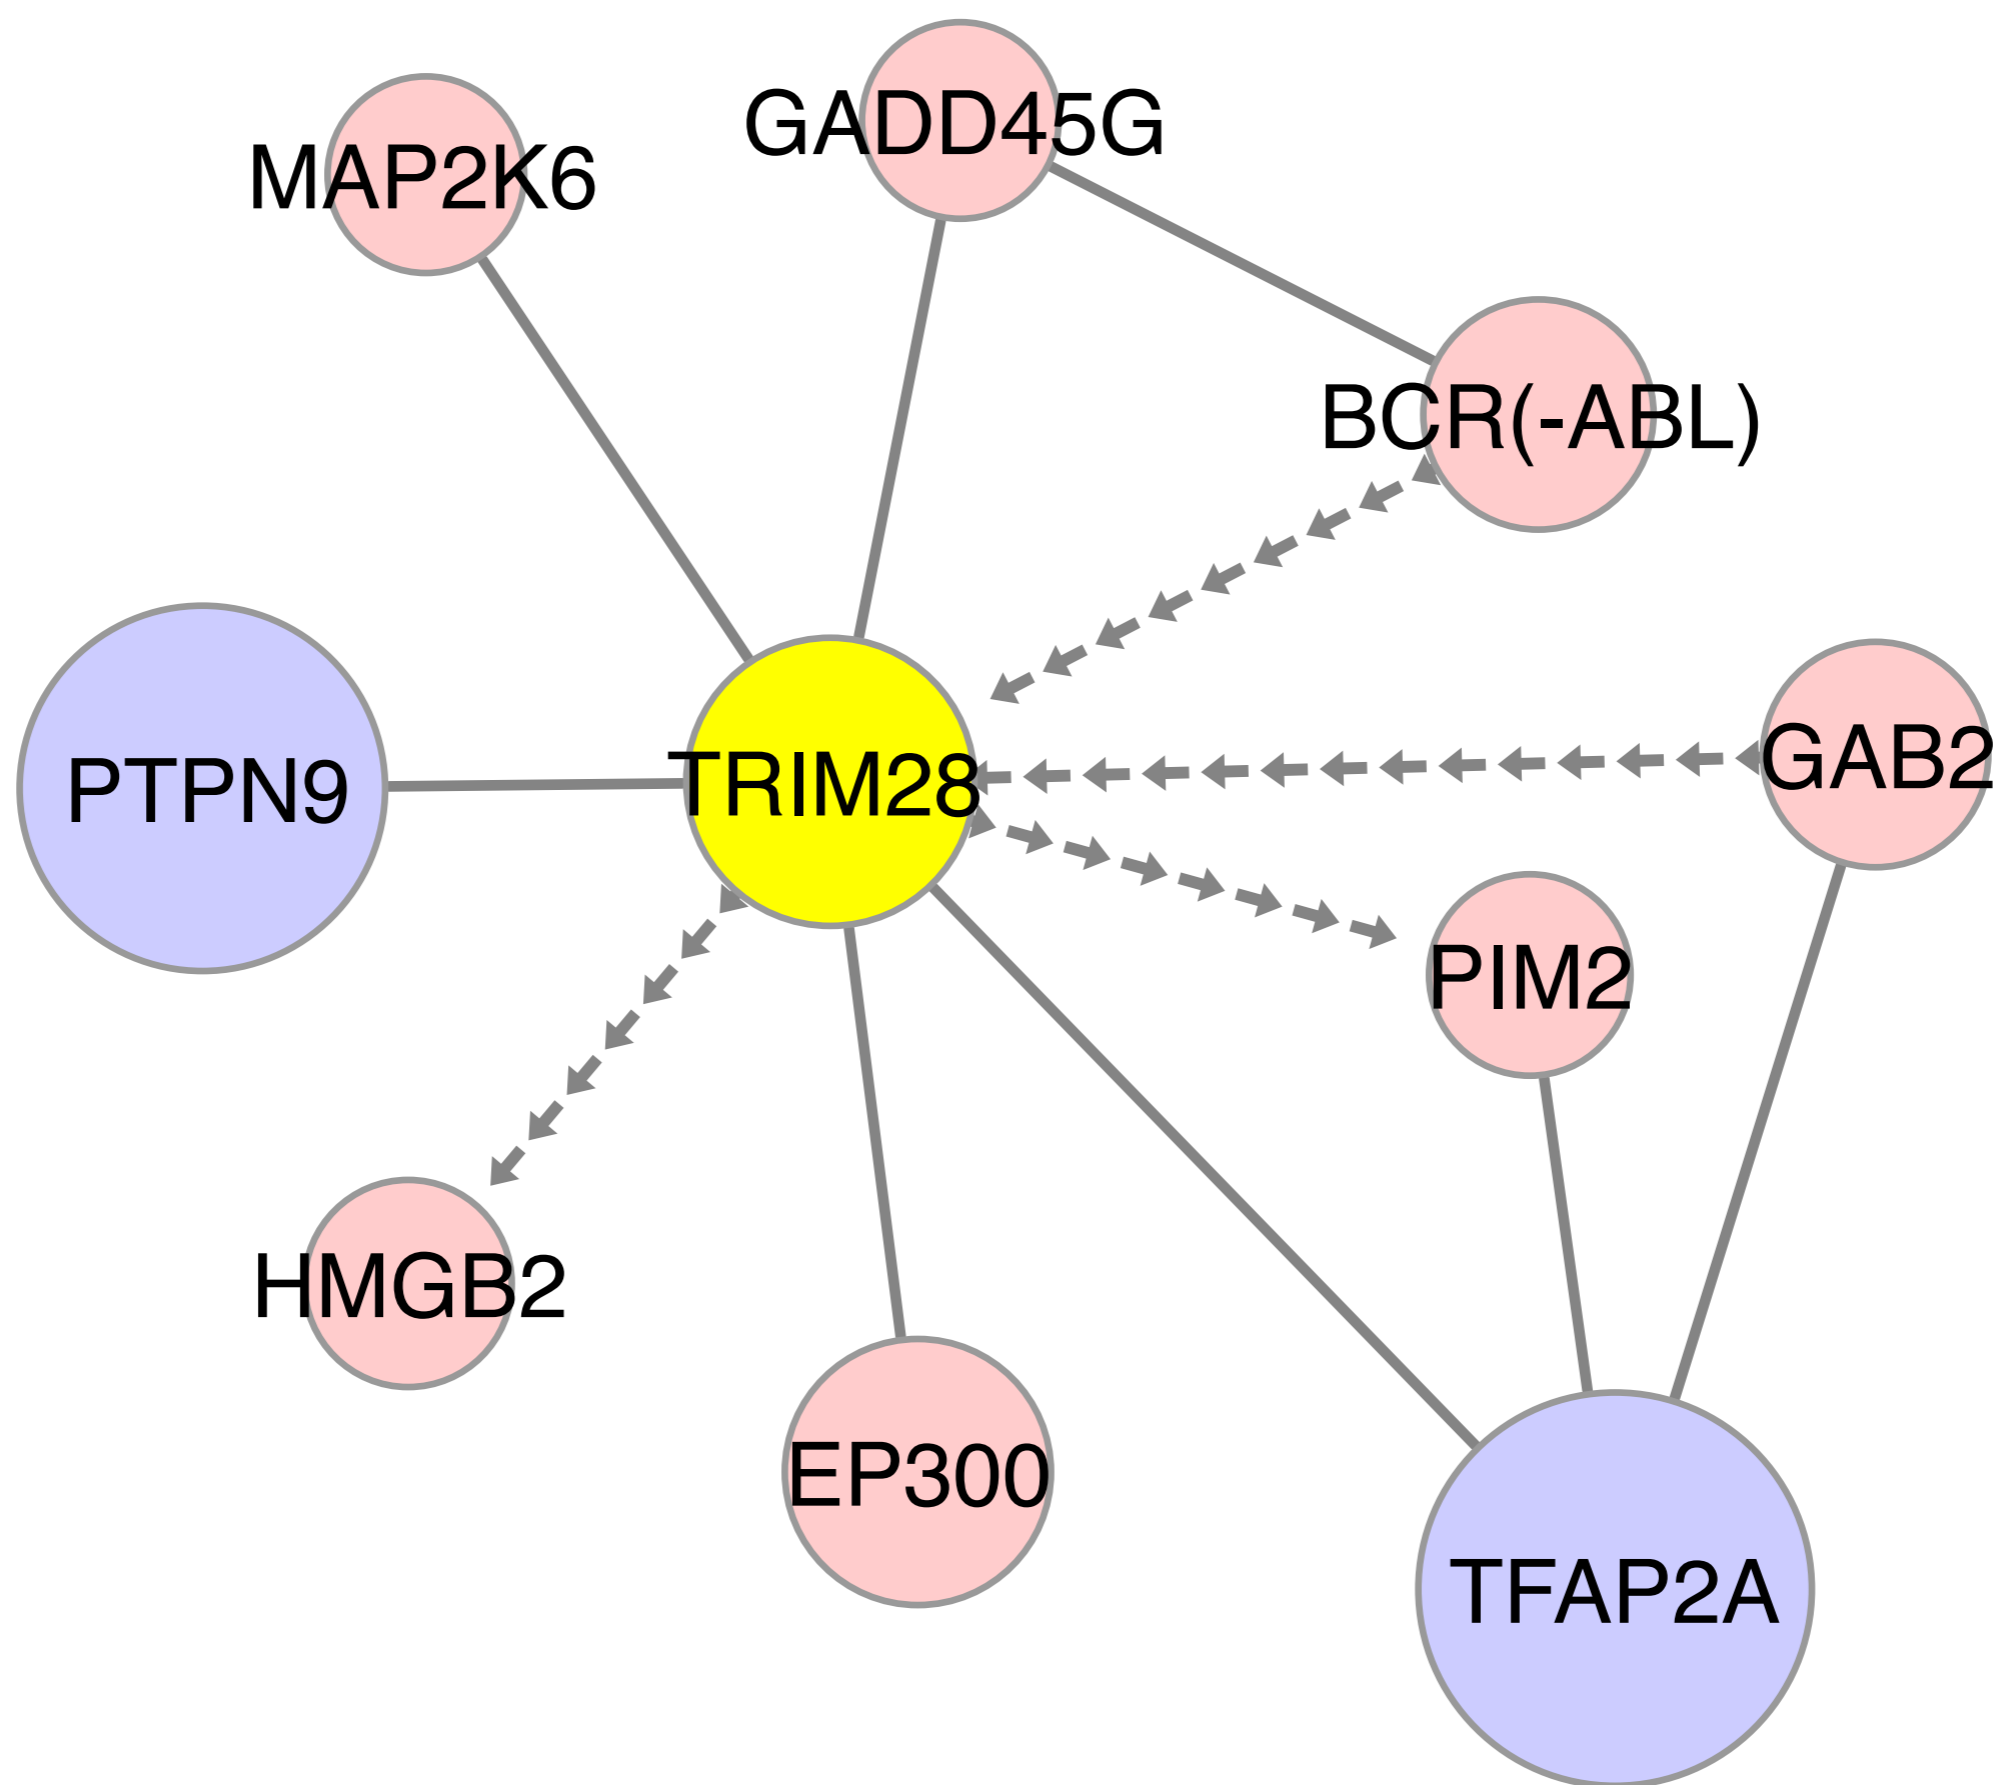 GADD45G
MAP2K6
BCR(-ABL)
GAB2
TRIM28
PTPN9
PIM2
HMGB2
EP300
TFAP2A